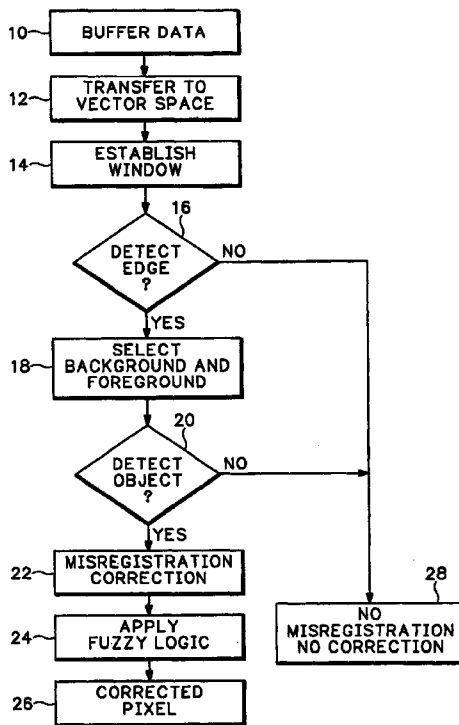 10
BUFFER DATA
12
TRANSFER TO
VECTOR SPACE
14
ESTABLISH
WINDOW
16
DETECT
EDGE
?
NO
YES
18
SELECT
BACKGROUND AND
FOREGROUND
20
DETECT
OBJECT
?
NO
YES
22
MISREGISTRATION
CORRECTION
28
NO
MISREGISTRATION
NO CORRECTION
24
APPLY
FUZZY LOGIC
26
CORRECTED
PIXEL